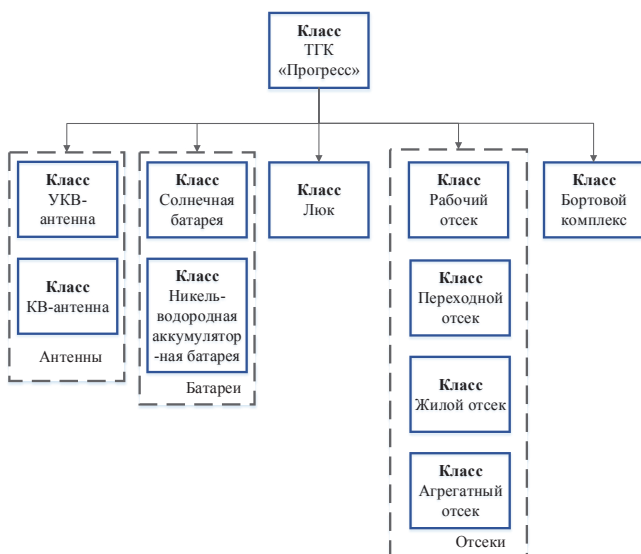 Класс
ТГК
«Прогресс»
Класс
УКВ-
антенна
Класс
КВ-антенна
Антенны
Класс
Солнечная
батарея
Класс
Никель-
водородная
аккумулятор
-ная батарея
Батареи
Класс
Люк
Класс
Рабочий
отсек
Класс
Переходной
отсек
Класс
Жилой отсек
Класс
Агрегатный
отсек
Отсеки
Класс
Бортовой
комплекс